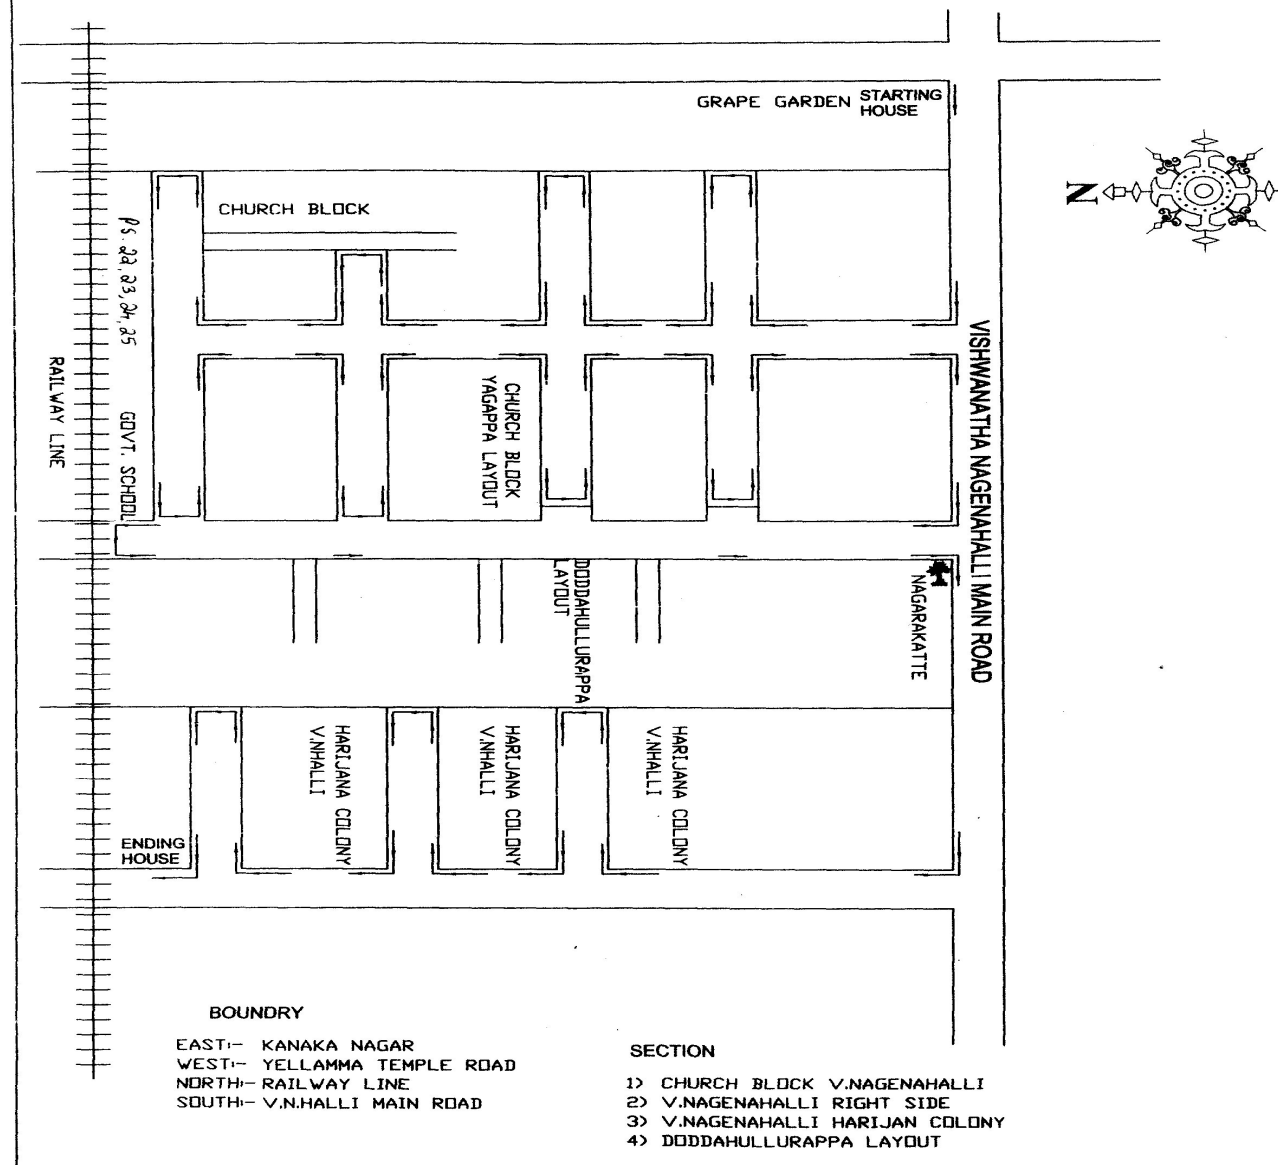 GRAPE GARDEN STARTING
HOUSE
N
CHURCH BLOCK
PS. 22, 23, 24, 25
GOVT. SCHOOL
RAILWAY LINE
CHURCH BLOCK
YAGAPPA LAYOUT
VISHWANATHA NAGENAHALLI MAIN ROAD
DODDAHULLURAPPA
LAYOUT
NAGARAKATTE
HARIJANA COLONY
V.NHALLI
HARIJANA COLONY
V.NHALLI
HARIJANA COLONY
V.NHALLI
ENDING
HOUSE
BOUNDRY
EAST:- KANAKA NAGAR
WEST:- YELLAMMA TEMPLE ROAD
NORTH:- RAILWAY LINE
SOUTH:- V.N.HALLI MAIN ROAD
SECTION
1) CHURCH BLOCK V.NAGENAHALLI
2) V.NAGENAHALLI RIGHT SIDE
3) V.NAGENAHALLI HARIJAN COLONY
4) DODDAHULLURAPPA LAYOUT